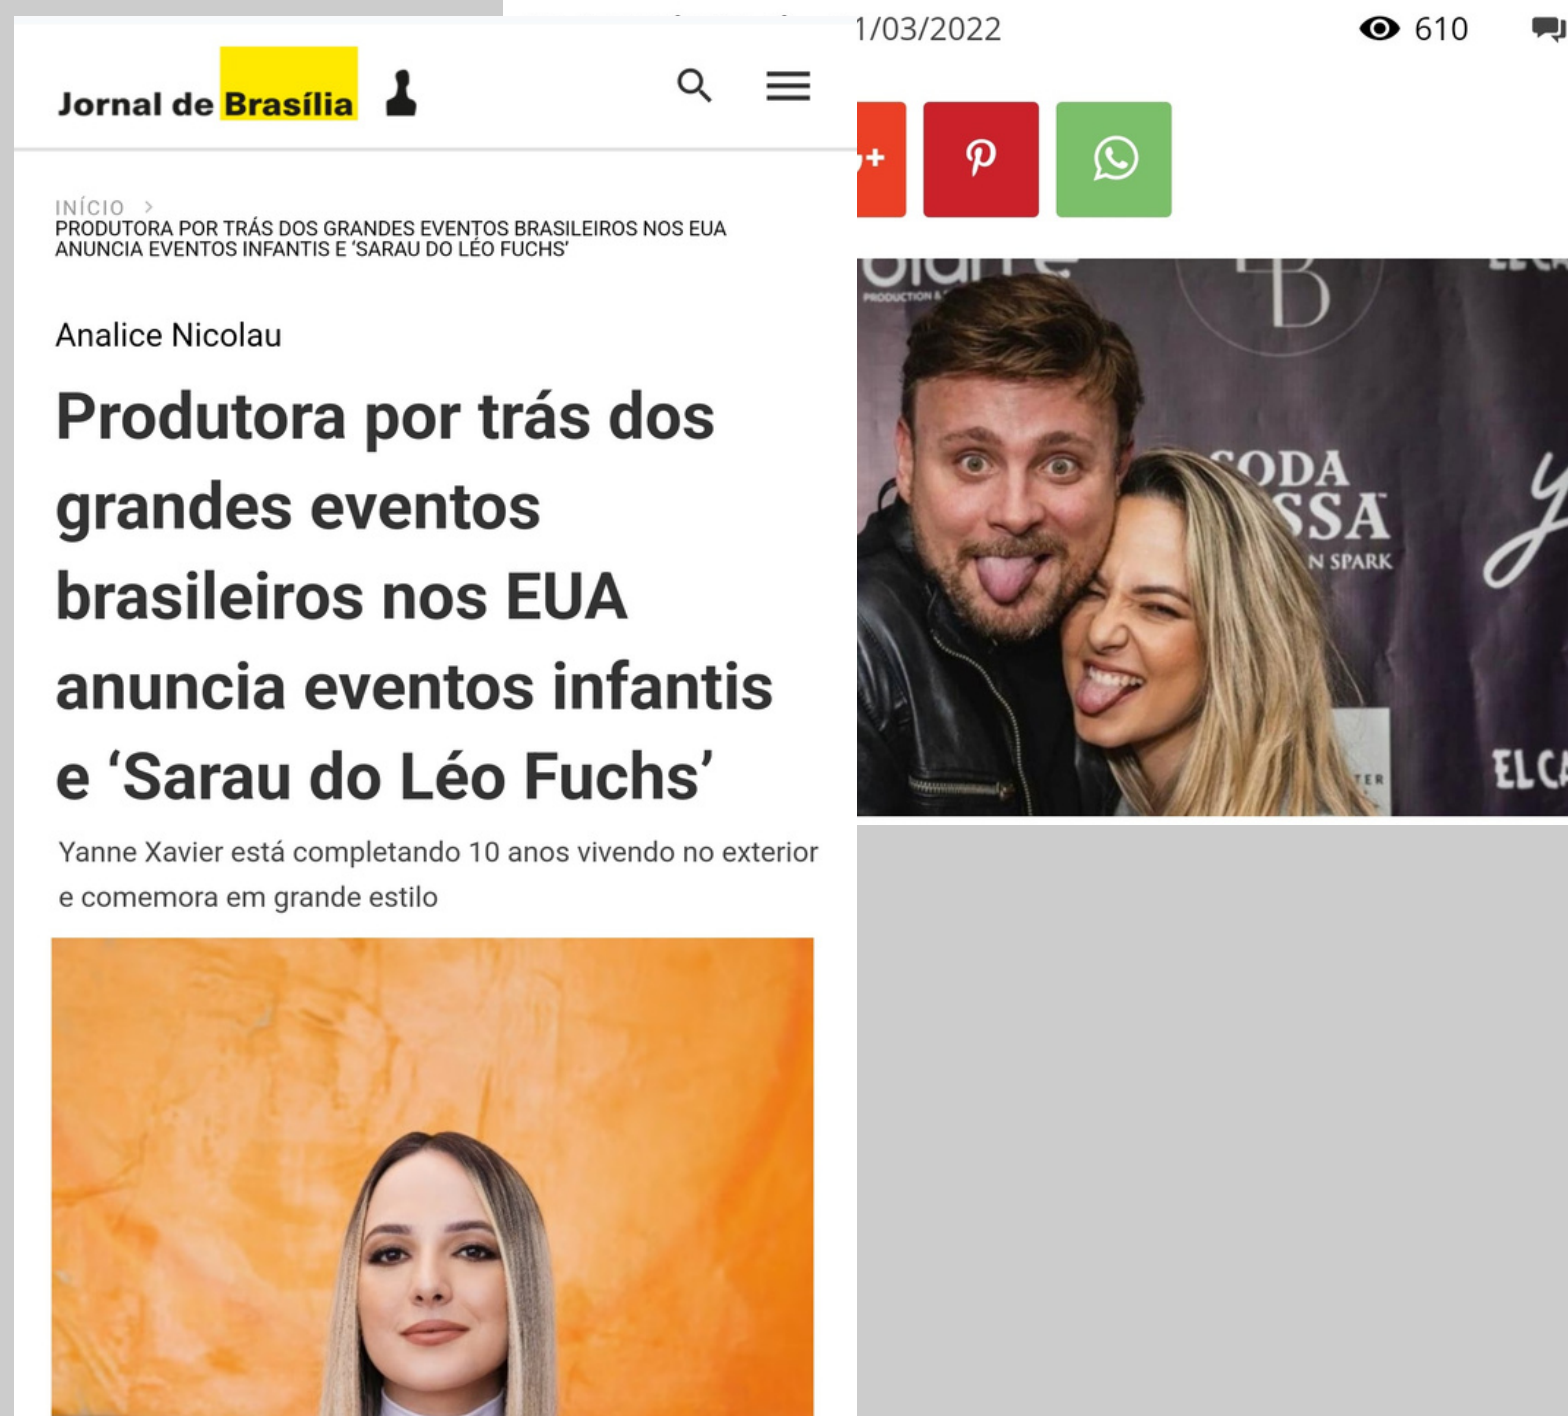 Jornal de Brasília
INÍCIO >
PRODUTORA POR TRÁS DOS GRANDES EVENTOS BRASILEIROS NOS EUA
ANUNCIA EVENTOS INFANTIS E ‘SARAU DO LÉO FUCHS’
Analice Nicolau
Produtora por trás dos
grandes eventos
brasileiros nos EUA
anuncia eventos infantis
e ‘Sarau do Léo Fuchs’
Yanne Xavier está completando 10 anos vivendo no exterior
e comemora em grande estilo
1/03/2022
610
PRODUCTION &
B
SODA
SSA
N SPARK
EL CA